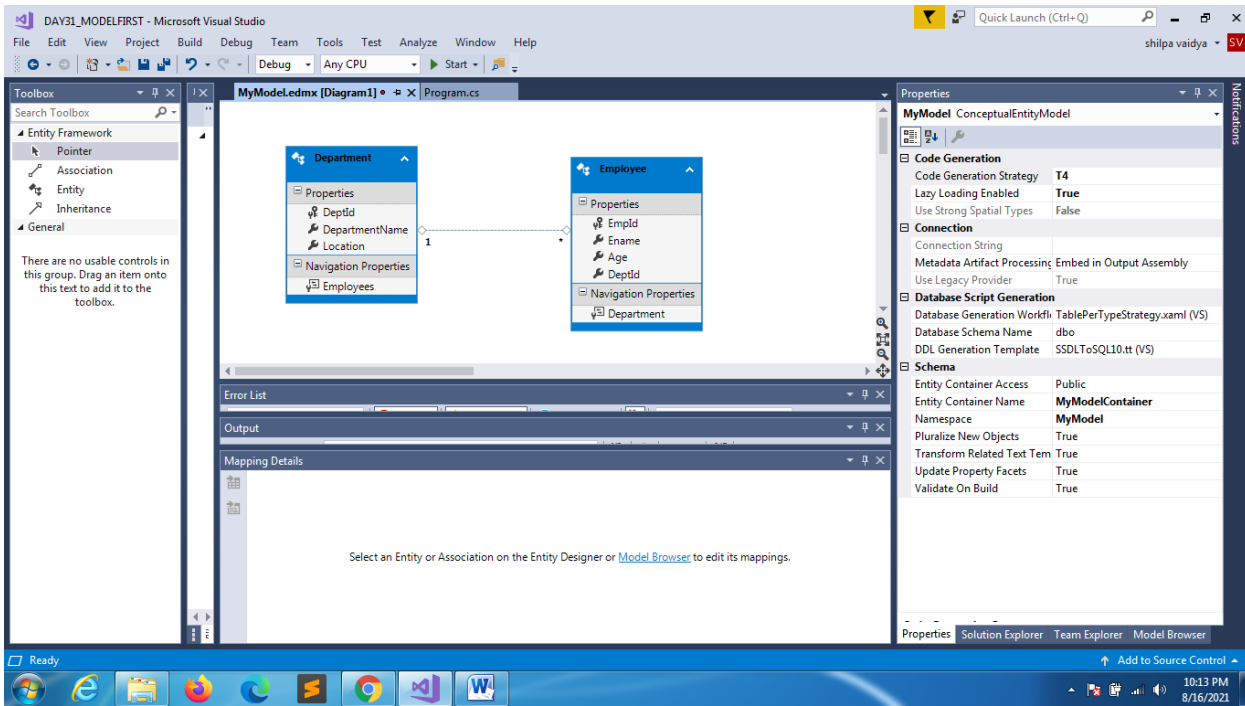 DAY31_MODELFIRST - Microsoft Visual Studio
Quick Launch (Ctrl+Q)
File Edit View Project Build Debug Team Tools Test Analyze Window Help
shilpa vaidya
SV
Debug Any CPU Start
Toolbox
Search Toolbox
Entity Framework
Pointer
Association
Entity
Inheritance
General
There are no usable controls in
this group. Drag an item onto
this text to add it to the
toolbox.
MyModel.edmx [Diagram1] Program.cs
Department
Properties
DeptId
DepartmentName
Location
Navigation Properties
Employees
1
*
Employee
Properties
EmpId
Ename
Age
DeptId
Navigation Properties
Department
Error List
Output
Mapping Details
Select an Entity or Association on the Entity Designer or Model Browser to edit its mappings.
Properties
MyModel ConceptualEntityModel
Code Generation
Code Generation Strategy T4
Lazy Loading Enabled True
Use Strong Spatial Types False
Connection
Connection String
Metadata Artifact Processing Embed in Output Assembly
Use Legacy Provider True
Database Script Generation
Database Generation Workfl TablePerTypeStrategy.xaml (VS)
Database Schema Name dbo
DDL Generation Template SSDLToSQL10.tt (VS)
Schema
Entity Container Access Public
Entity Container Name MyModelContainer
Namespace MyModel
Pluralize New Objects True
Transform Related Text Tem True
Update Property Facets True
Validate On Build True
Properties Solution Explorer Team Explorer Model Browser
Notifications
Ready
Add to Source Control
10:13 PM
8/16/2021